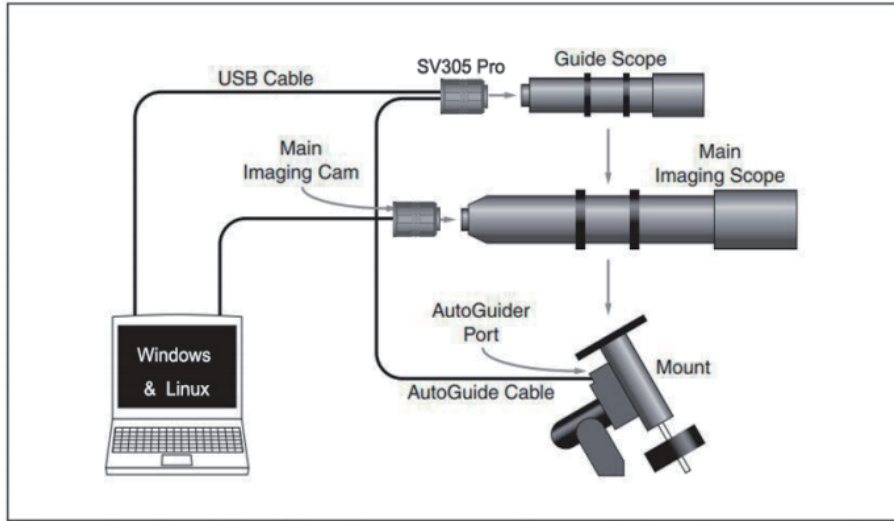 USB Cable
SV305 Pro
Guide Scope
Main
Imaging Cam
Main
Imaging Scope
AutoGuider
Port
Windows
& Linux
Mount
AutoGuide Cable